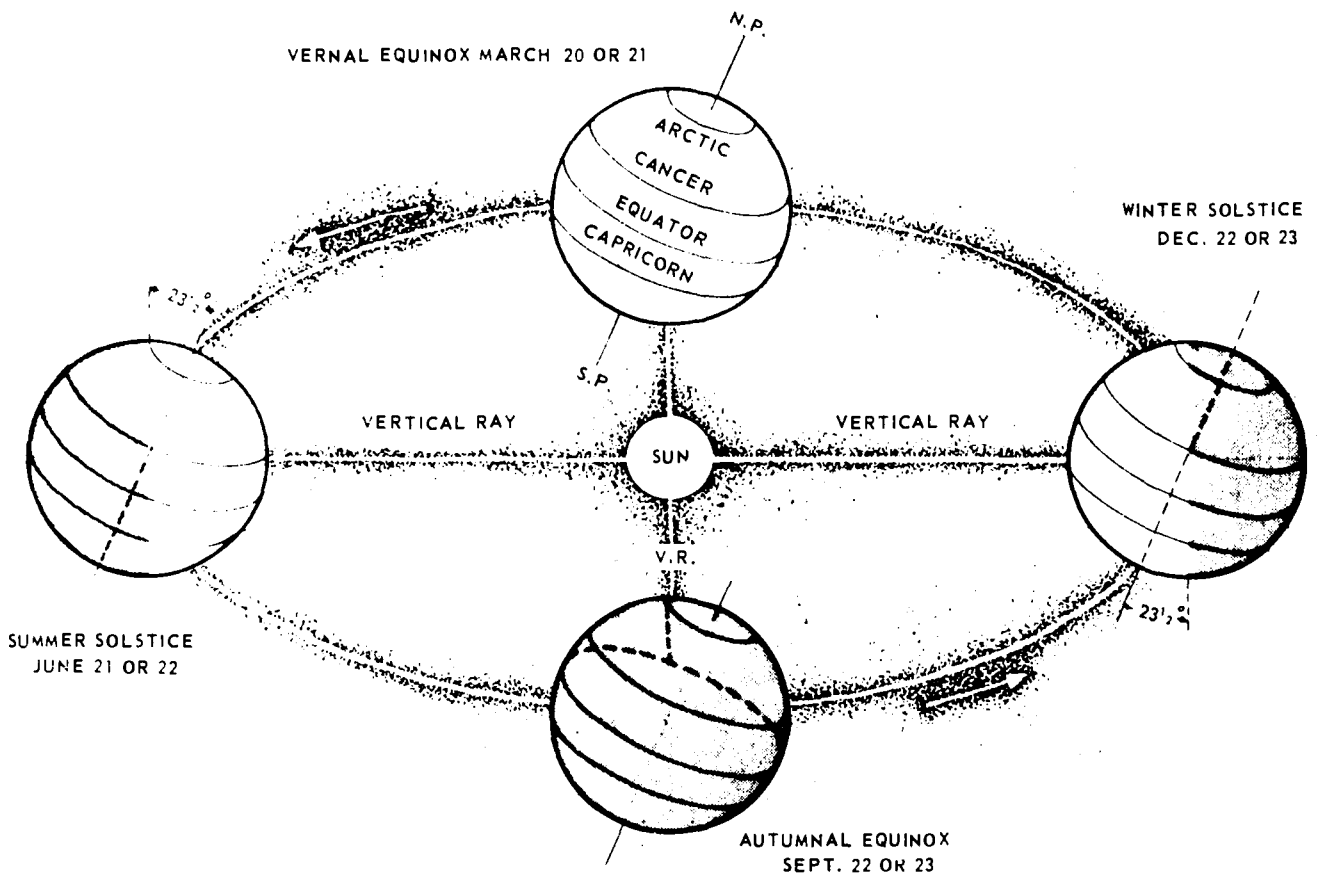 N.P.
VERNAL EQUINOX MARCH 20 OR 21
ARCTIC
CANCER
EQUATOR
CAPRICORN
WINTER SOLSTICE
DEC. 22 OR 23
23½°
S.P.
VERTICAL RAY
VERTICAL RAY
SUN
V.R.
23½°
SUMMER SOLSTICE
JUNE 21 OR 22
AUTUMNAL EQUINOX
SEPT. 22 OR 23